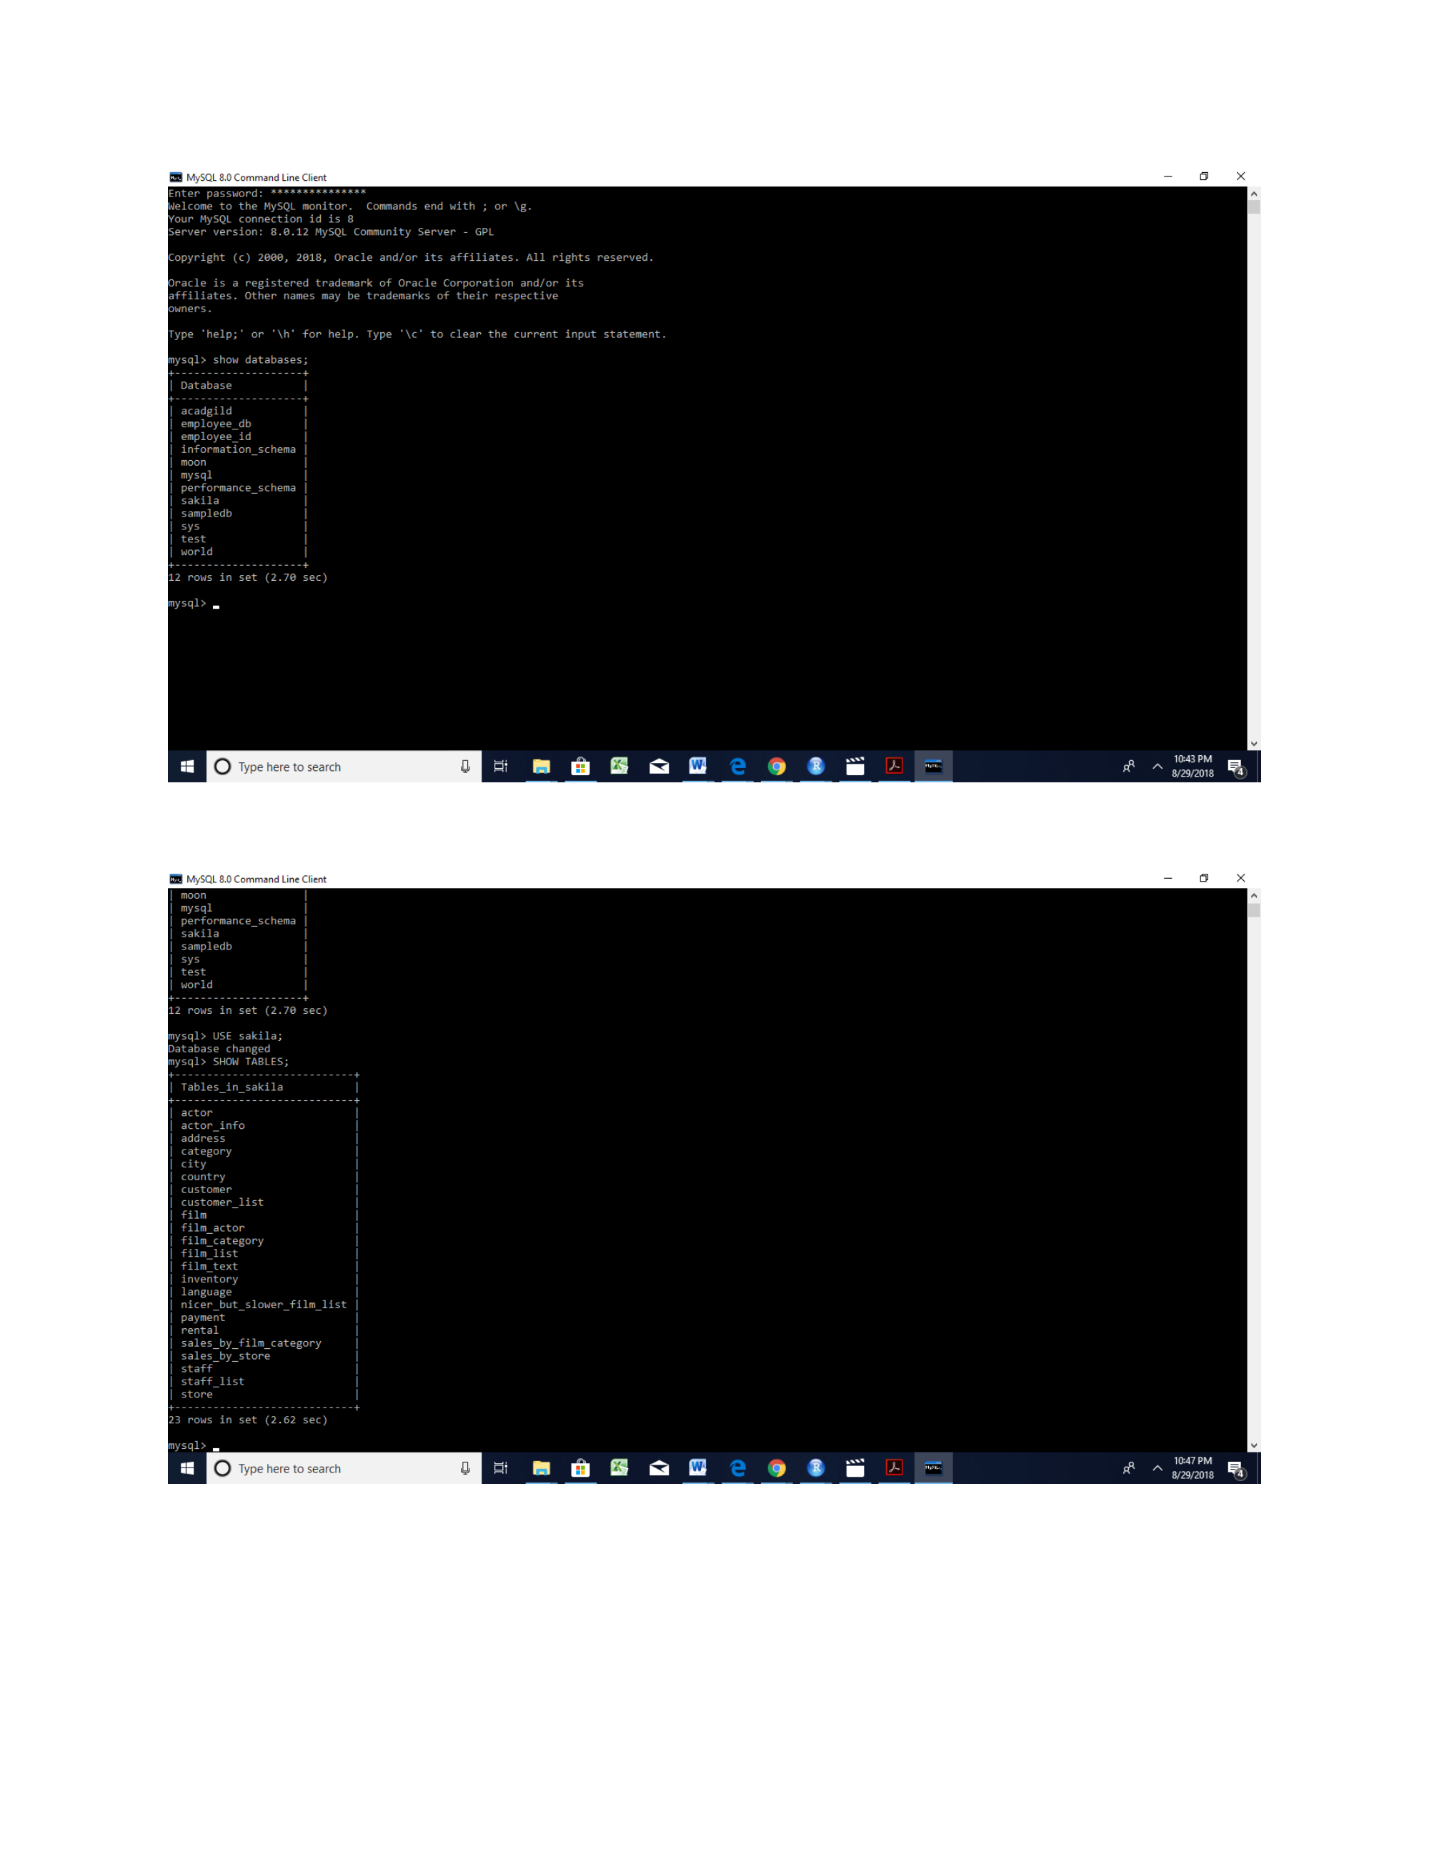 MySQL 8.0 Command Line Client
Enter password: ***************
Welcome to the MySQL monitor.  Commands end with ; or \g.
Your MySQL connection id is 8
Server version: 8.0.12 MySQL Community Server - GPL
Copyright (c) 2000, 2018, Oracle and/or its affiliates. All rights reserved.
Oracle is a registered trademark of Oracle Corporation and/or its
affiliates. Other names may be trademarks of their respective
owners.
Type 'help;' or '\h' for help. Type '\c' to clear the current input statement.
mysql> show databases;
+--------------------+
| Database           |
+--------------------+
| acadgild           |
| employee_db        |
| employee_id        |
| information_schema |
| moon               |
| mysql              |
| performance_schema |
| sakila             |
| sampledb           |
| sys                |
| test               |
| world              |
+--------------------+
12 rows in set (2.70 sec)
mysql> _
Type here to search
10:43 PM
8/29/2018
4
MySQL 8.0 Command Line Client
| moon               |
| mysql              |
| performance_schema |
| sakila             |
| sampledb           |
| sys                |
| test               |
| world              |
+--------------------+
12 rows in set (2.70 sec)
mysql> USE sakila;
Database changed
mysql> SHOW TABLES;
+----------------------------+
| Tables_in_sakila           |
+----------------------------+
| actor                      |
| actor_info                 |
| address                    |
| category                   |
| city                       |
| country                    |
| customer                   |
| customer_list              |
| film                       |
| film_actor                 |
| film_category              |
| film_list                  |
| film_text                  |
| inventory                  |
| language                   |
| nicer_but_slower_film_list |
| payment                    |
| rental                     |
| sales_by_film_category     |
| sales_by_store             |
| staff                      |
| staff_list                 |
| store                      |
+----------------------------+
23 rows in set (2.62 sec)
mysql> _
Type here to search
10:47 PM
8/29/2018
4